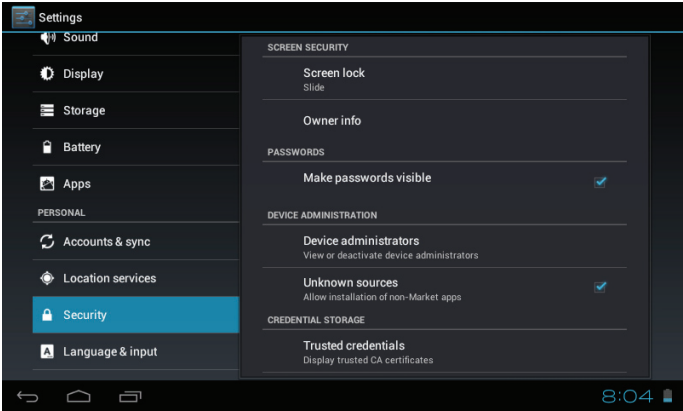 Settings
Sound
Display
Storage
Battery
Apps
PERSONAL
Accounts & sync
Location services
Security
Language & input
SCREEN SECURITY
Screen lock
Slide
Owner info
PASSWORDS
Make passwords visible
DEVICE ADMINISTRATION
Device administrators
View or deactivate device administrators
Unknown sources
Allow installation of non-Market apps
CREDENTIAL STORAGE
Trusted credentials
Display trusted CA certificates
8:04